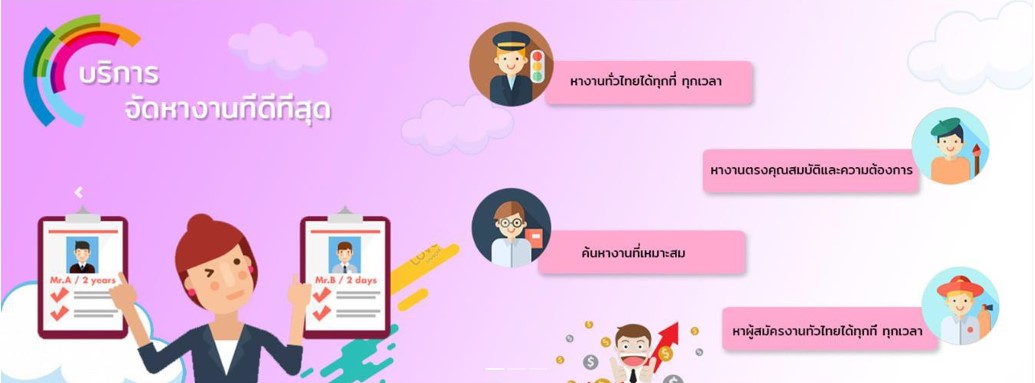 บริการ
จัดหางานที่ดีที่สุด
หางานทั่วไทยได้ทุกที่ ทุกเวลา
หางานตรงคุณสมบัติและความต้องการ
ค้นหางานที่เหมาะสม
หาผู้สมัครงานทั่วไทยได้ทุกที่ ทุกเวลา
Mr.A / 2 years
Mr.B / 2 days